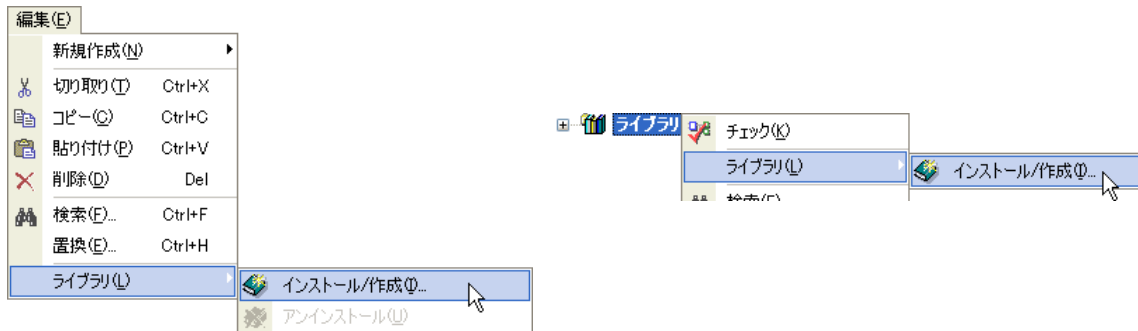 編集(E)
新規作成(N)
切り取り(T) Ctrl+X
コピー(C) Ctrl+C
貼り付け(P) Ctrl+V
削除(D) Del
検索(F)... Ctrl+F
置換(E)... Ctrl+H
ライブラリ(L)
インストール/作成(I)...
アンインストール(U)
ライブラリ
チェック(K)
ライブラリ(L)
インストール/作成(I)...
検索(F)